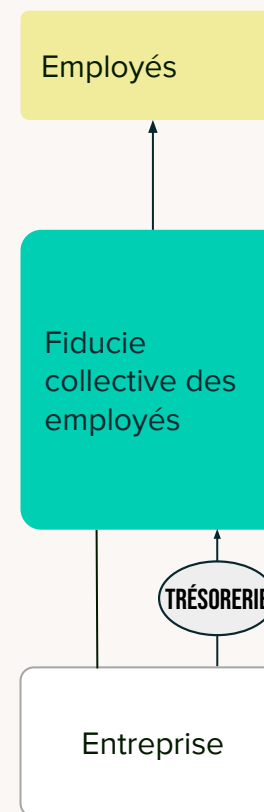 Employés
Fiducie
collective des
employés
TRÉSORERIE
Entreprise